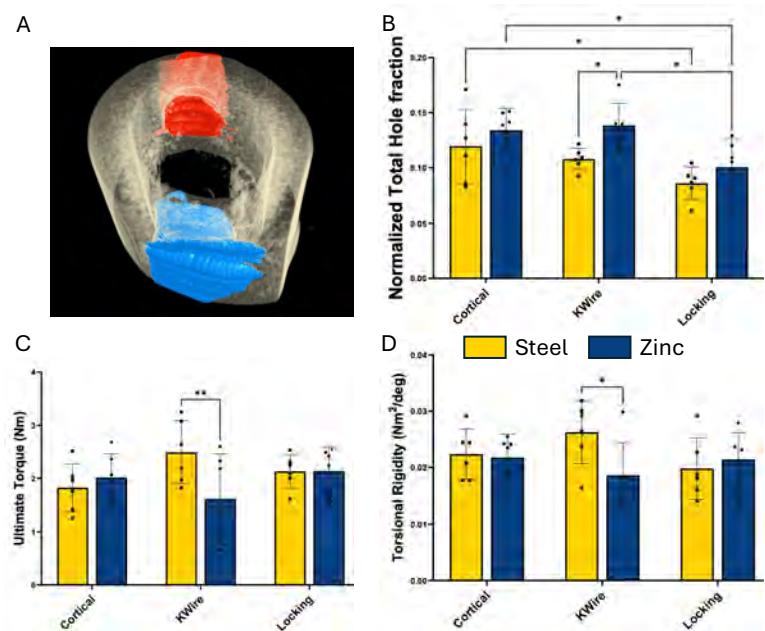 A
B
Normalized Total Hole fraction
0.20
0.15
0.10
0.05
0.00
*
*
*
*
Cortical
KWire
Locking
C
Ultimate Torque (Nm)
4
3
2
1
0
**
Cortical
KWire
Locking
D
Steel
Zinc
Torsional Rigidity (Nm²/deg)
0.04
0.03
0.02
0.01
0.00
*
Cortical
KWire
Locking